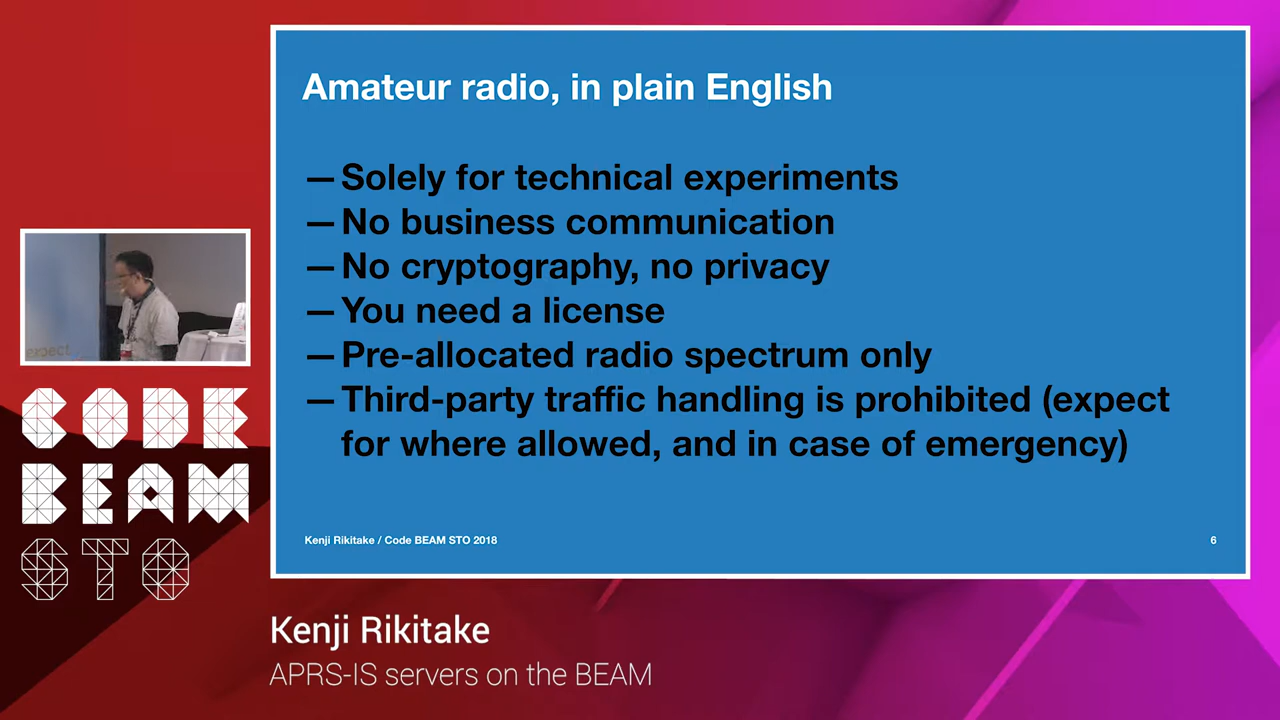 Amateur radio, in plain English
— Solely for technical experiments
— No business communication
— No cryptography, no privacy
— You need a license
— Pre-allocated radio spectrum only
— Third-party traffic handling is prohibited (expect
for where allowed, and in case of emergency)
Kenji Rikitake / Code BEAM STO 2018
6
expect
CODE
BEAM
STO
Kenji Rikitake
APRS-IS servers on the BEAM